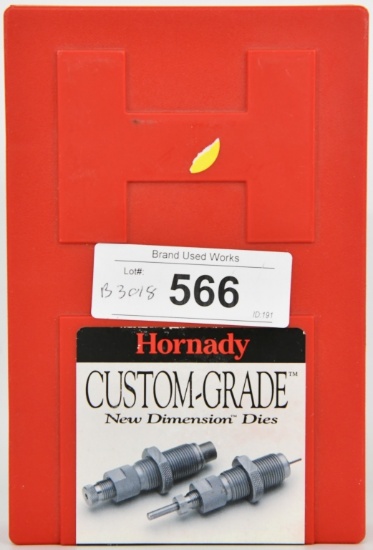 Brand Used Works
Lot#:
B3018
566
ID:191
Hornady
CUSTOM-GRADE™
New Dimension™ Dies